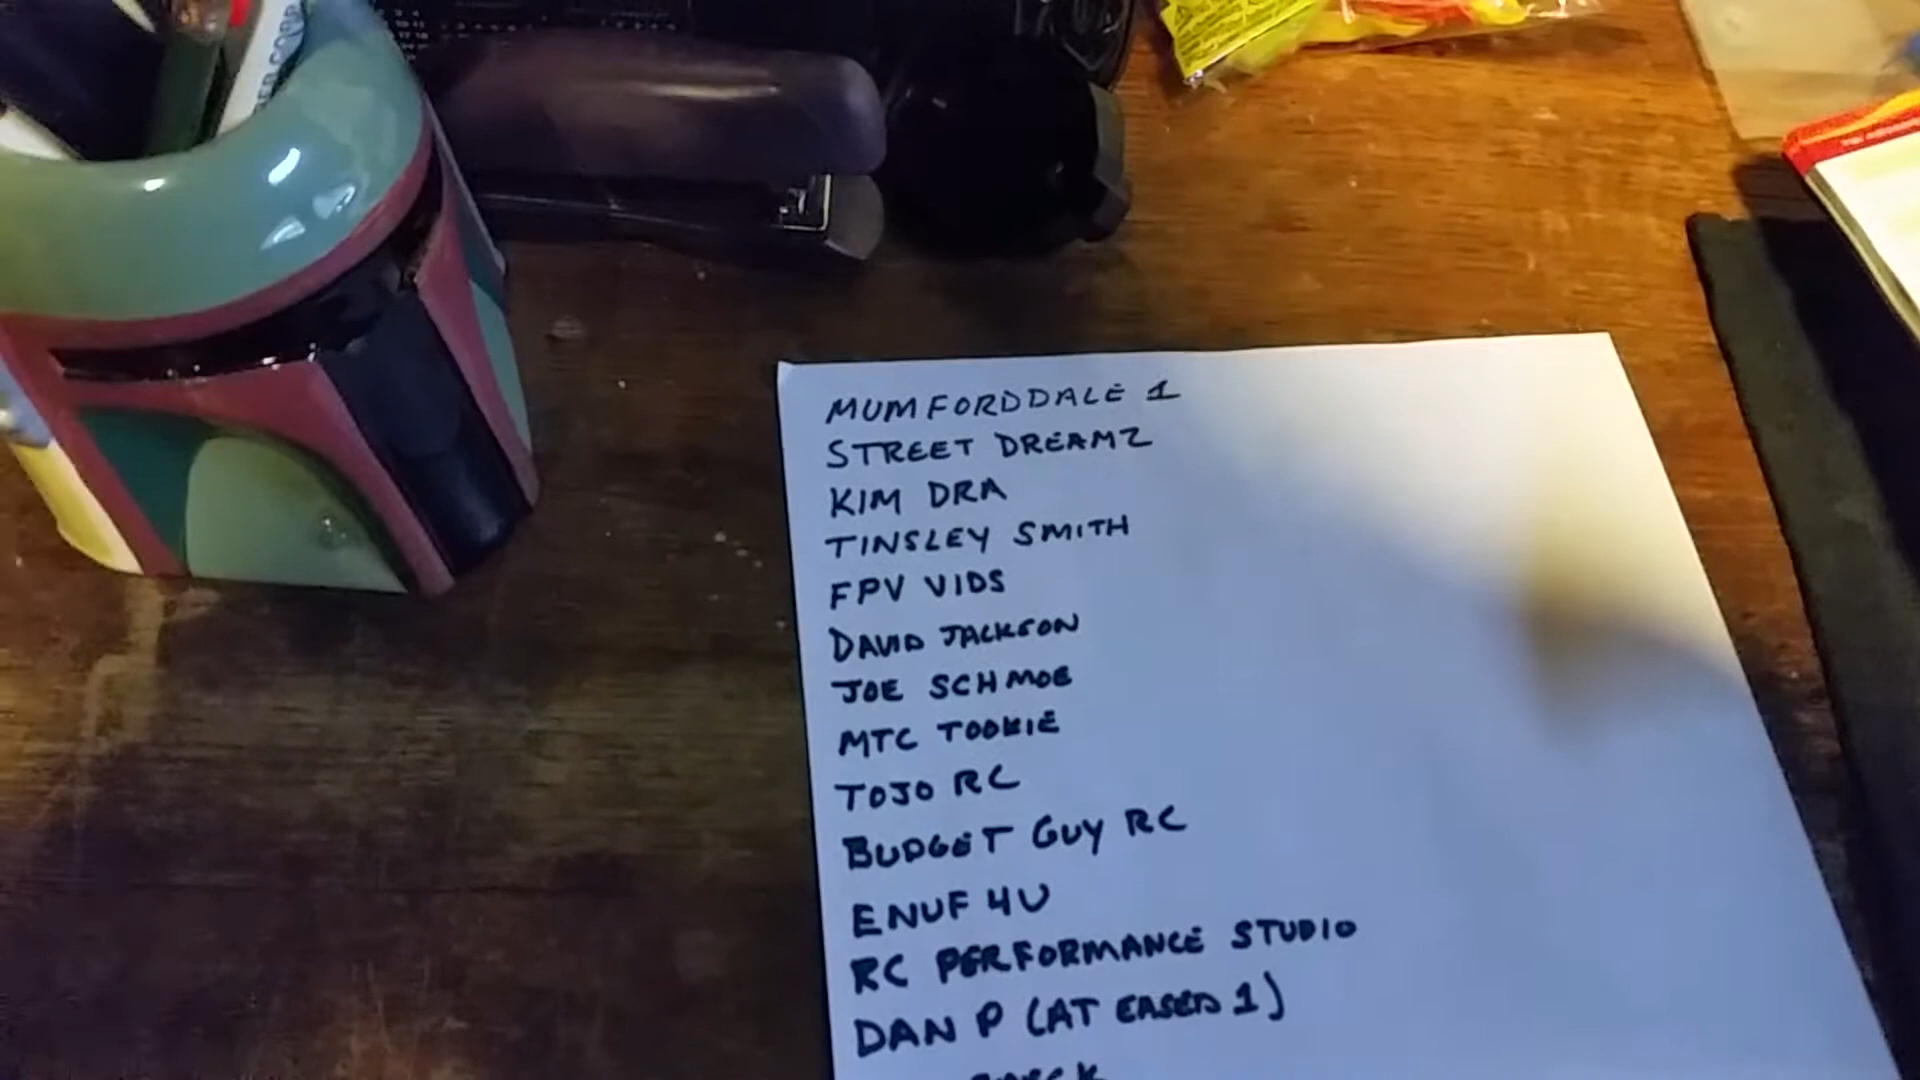 MUMFORDDALE 1
STREET DREAMZ
KIM DRA
TINSLEY SMITH
FPV VIDS
DAVID JACKSON
JOE SCHMOE
MTC TOOKIE
TOJO RC
BUDGET GUY RC
ENUF 4U
RC PERFORMANCE STUDIO
DAN P (AT EASED 1)